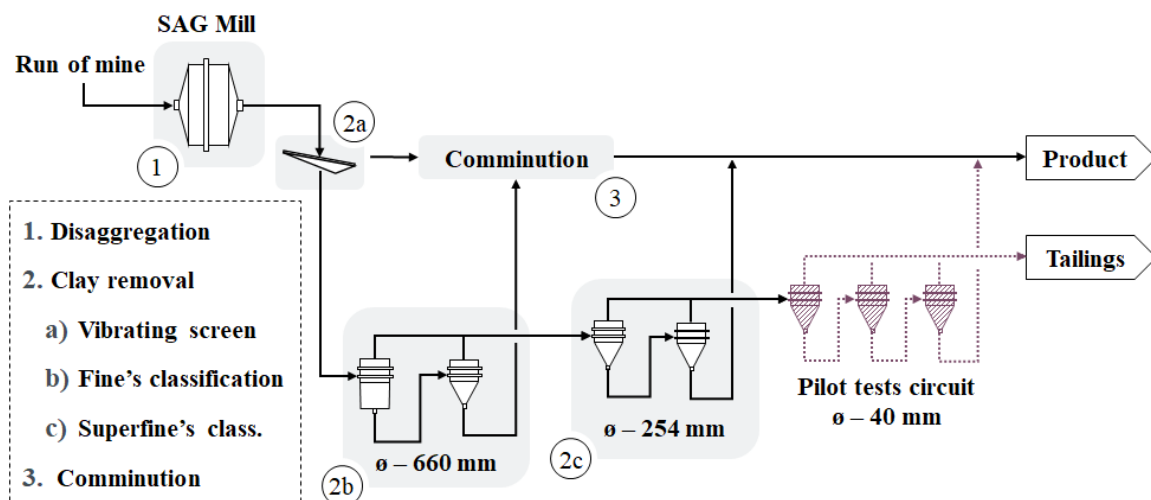 SAG Mill
Run of mine
2a
1
Comminution
3
Product
Tailings
1. Disaggregation
2. Clay removal
a) Vibrating screen
b) Fine's classification
c) Superfine's class.
3. Comminution
ø – 660 mm
2b
ø – 254 mm
2c
Pilot tests circuit
ø – 40 mm